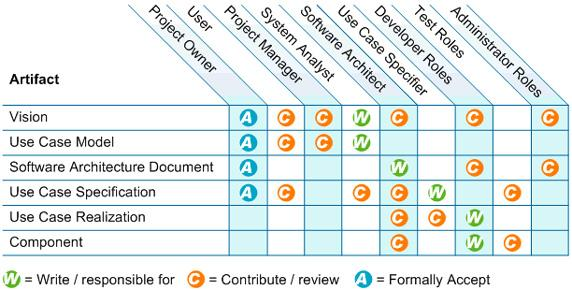 Project Owner
User
Project Manager
System Analyst
Software Architect
Use Case Specifier
Developer Roles
Test Roles
Administrator Roles
Artifact
Vision A C C W C C C
Use Case Model A C C W
Software Architecture Document A W C C
Use Case Specification A C C C W C
Use Case Realization C C W
Component C W C
W = Write / responsible for C = Contribute / review A = Formally Accept